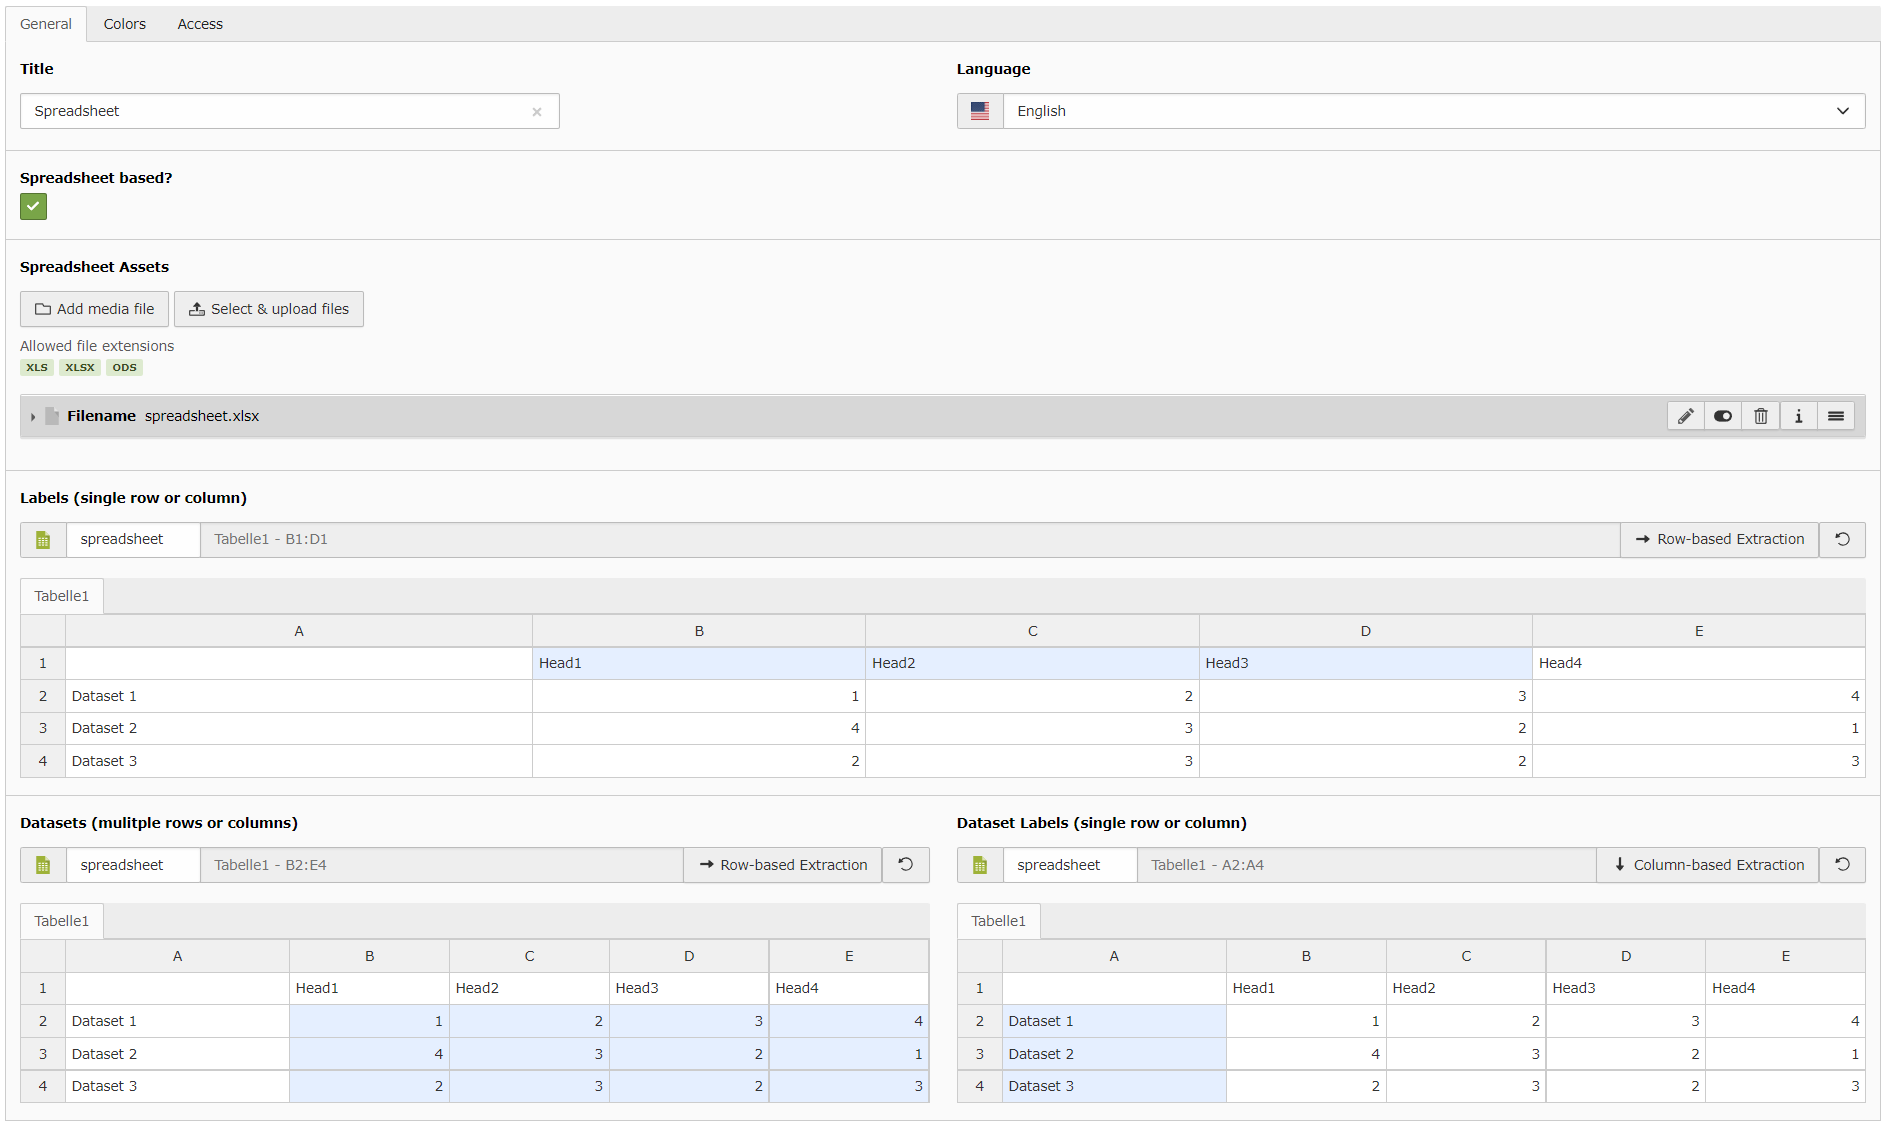 General Colors Access
Title Language
Spreadsheet × English
Spreadsheet based?
Spreadsheet Assets
Add media file Select & upload files
Allowed file extensions
XLS XLSX ODS
Filename spreadsheet.xlsx
Labels (single row or column)
spreadsheet Tabelle1 - B1:D1 → Row-based Extraction
Tabelle1
A B C D E
1 Head1 Head2 Head3 Head4
2 Dataset 1 1 2 3 4
3 Dataset 2 4 3 2 1
4 Dataset 3 2 3 2 3
Datasets (mulitple rows or columns)
spreadsheet Tabelle1 - B2:E4 → Row-based Extraction
Tabelle1
A B C D E
1 Head1 Head2 Head3 Head4
2 Dataset 1 1 2 3 4
3 Dataset 2 4 3 2 1
4 Dataset 3 2 3 2 3
Dataset Labels (single row or column)
spreadsheet Tabelle1 - A2:A4 ↓ Column-based Extraction
Tabelle1
A B C D E
1 Head1 Head2 Head3 Head4
2 Dataset 1 1 2 3 4
3 Dataset 2 4 3 2 1
4 Dataset 3 2 3 2 3